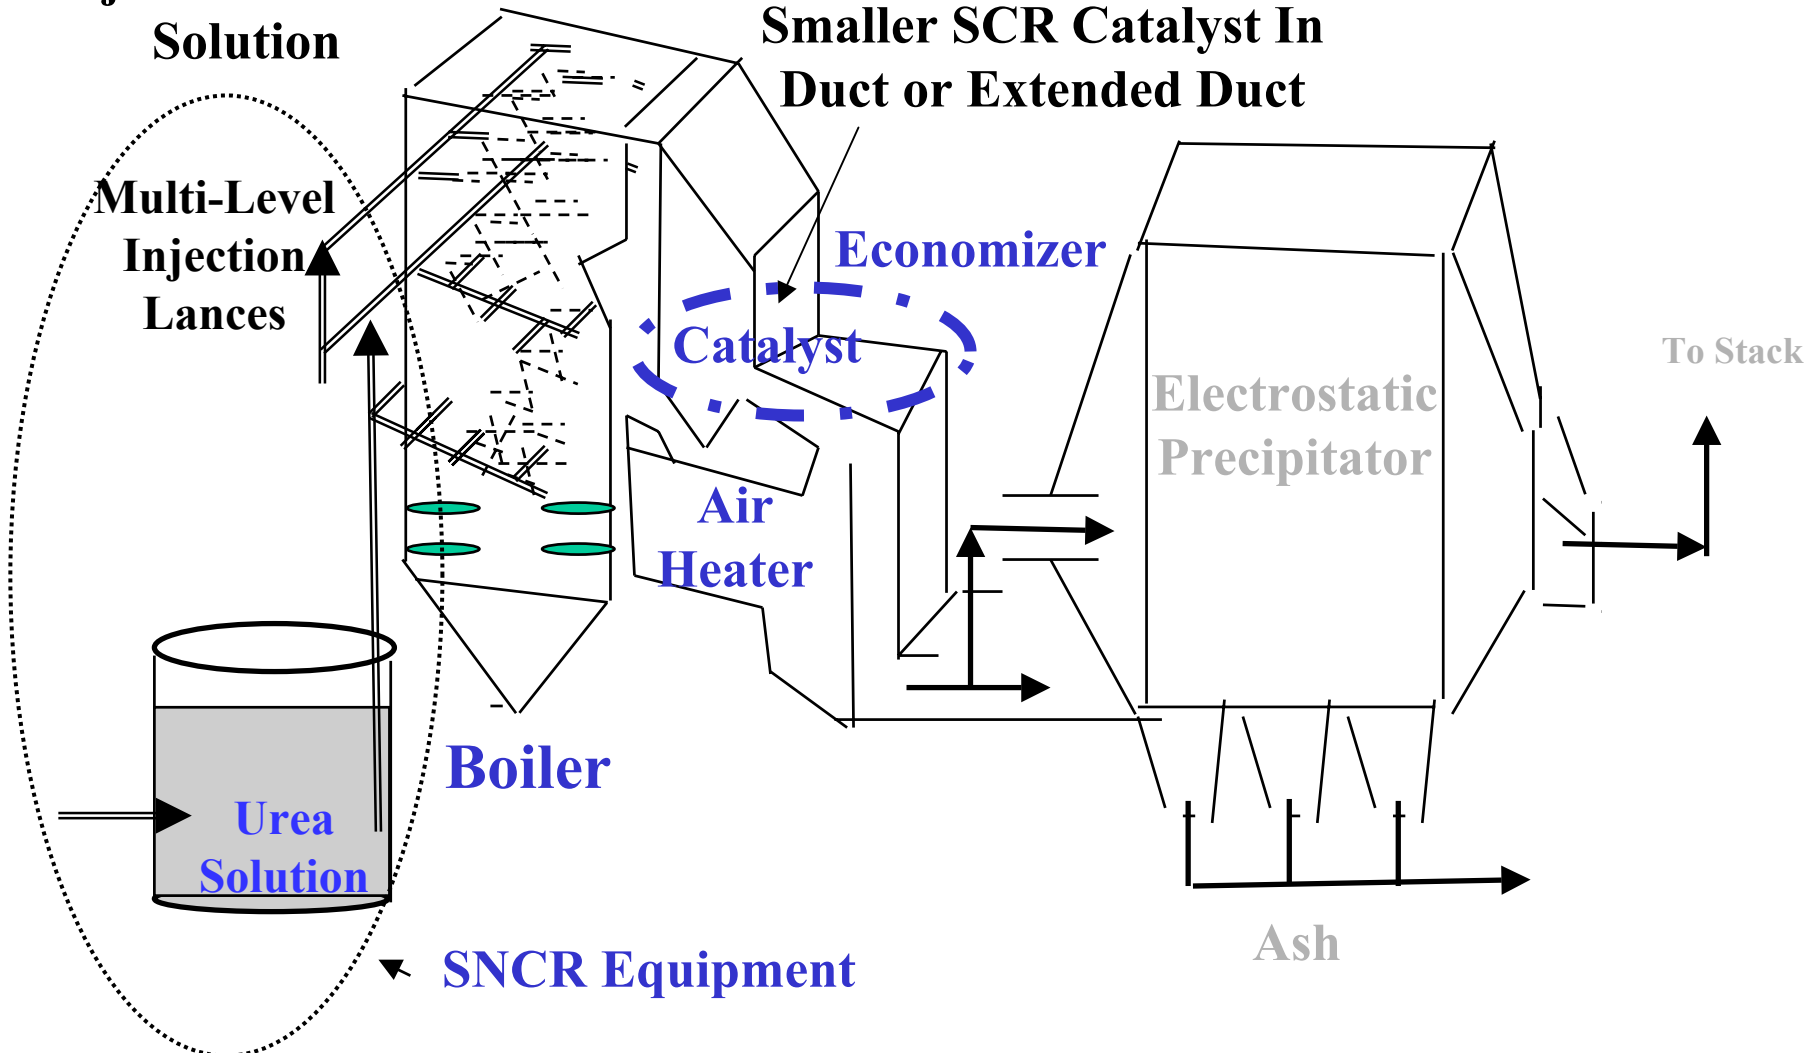 Solution
Smaller SCR Catalyst In
Duct or Extended Duct
Multi-Level
Injection
Lances
Economizer
Catalyst
To Stack
Electrostatic
Precipitator
Air
Heater
Boiler
Urea
Solution
Ash
SNCR Equipment